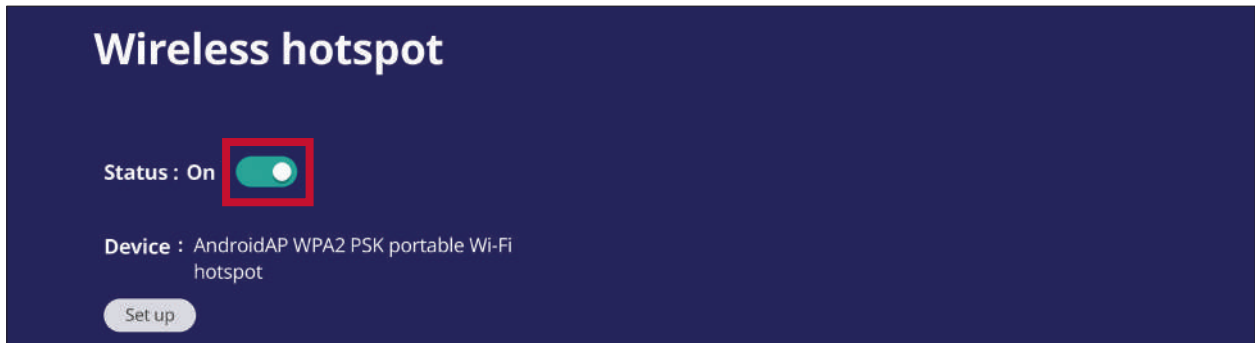 Wireless hotspot
Status : On
Device : AndroidAP WPA2 PSK portable Wi-Fi
hotspot
Set up